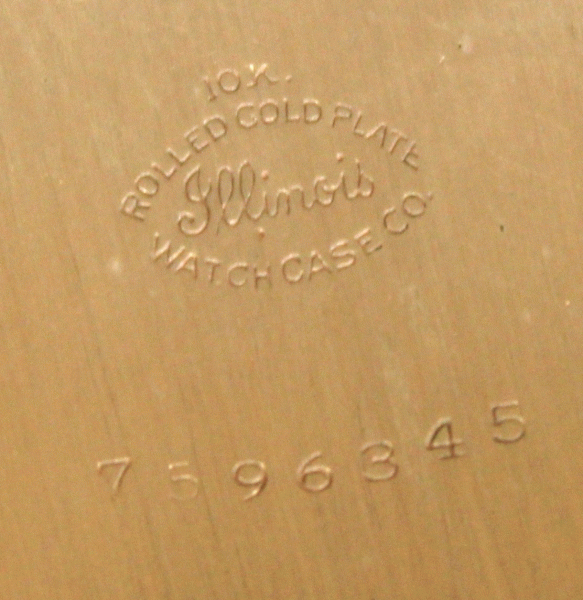 10K.
ROLLED GOLD PLATE
Illinois
WATCH CASE CO.
7596345